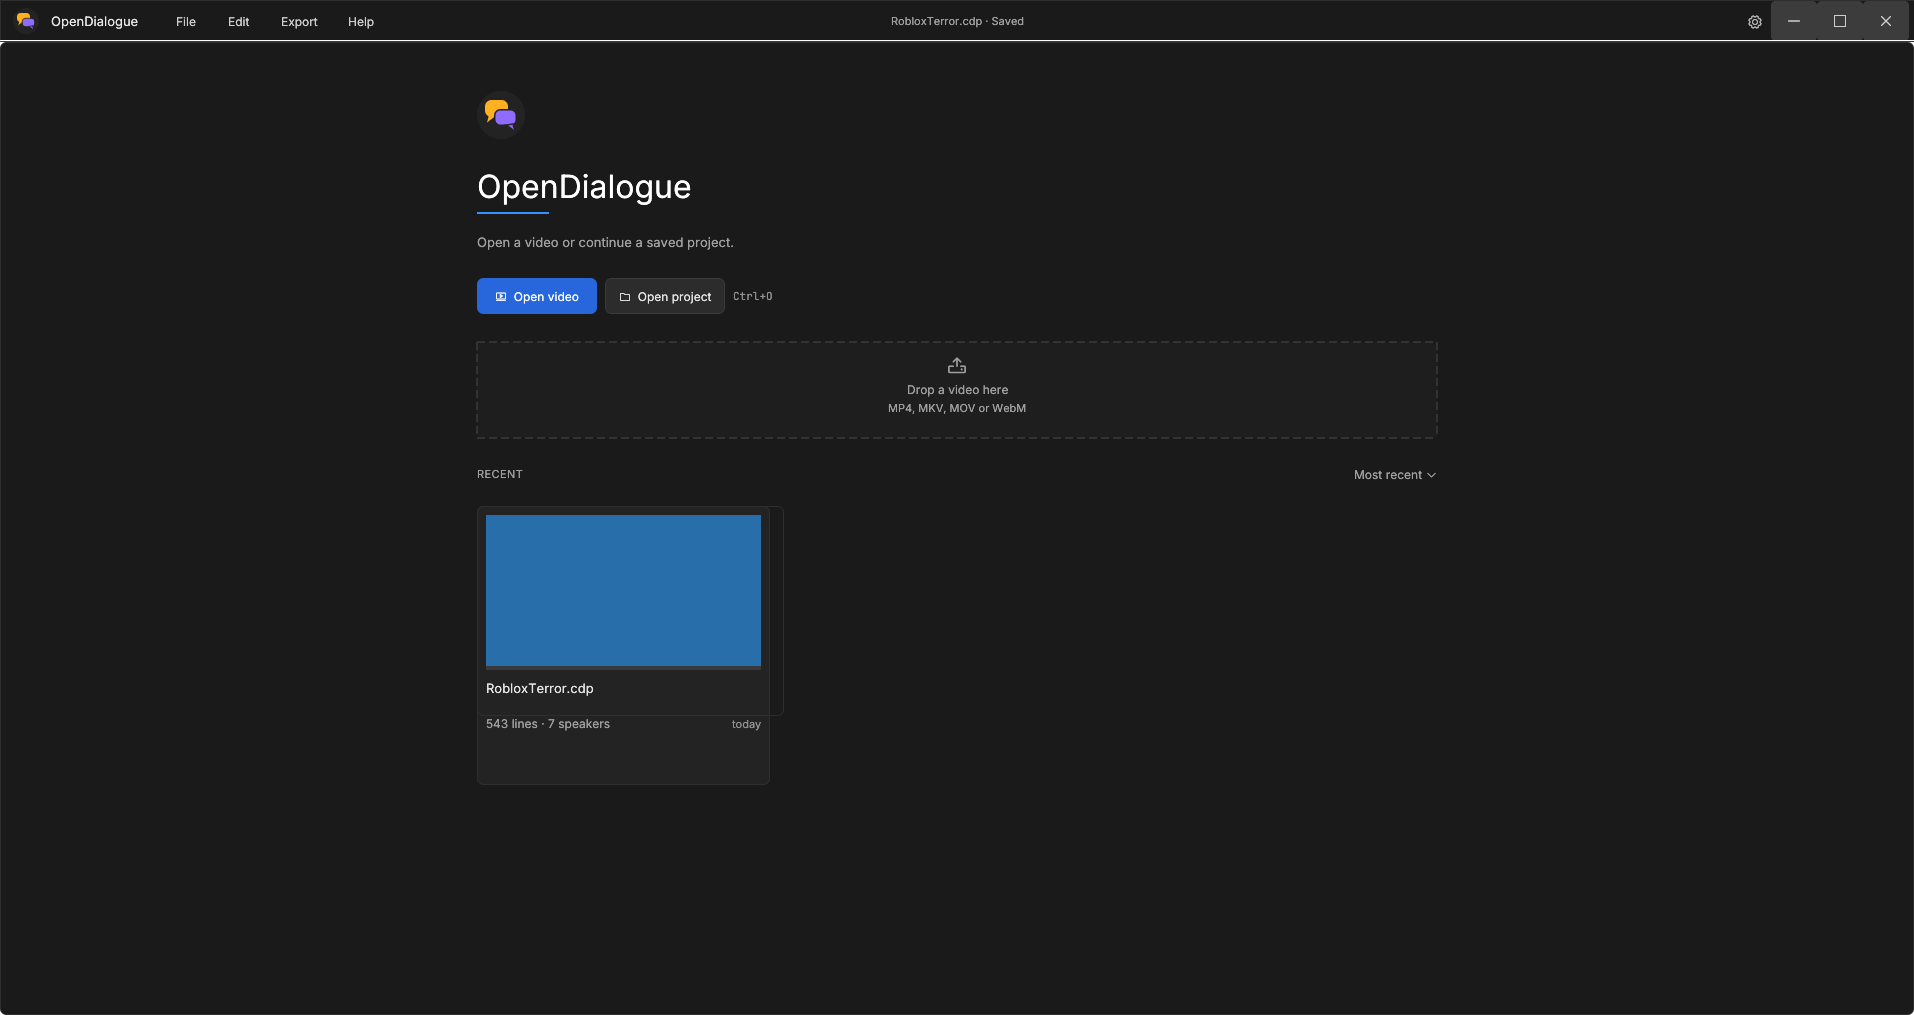 OpenDialogue File Edit Export Help RobloxTerror.cdp · Saved
OpenDialogue
Open a video or continue a saved project.
Open video Open project Ctrl+O
Drop a video here
MP4, MKV, MOV or WebM
RECENT Most recent
RobloxTerror.cdp
543 lines · 7 speakers today